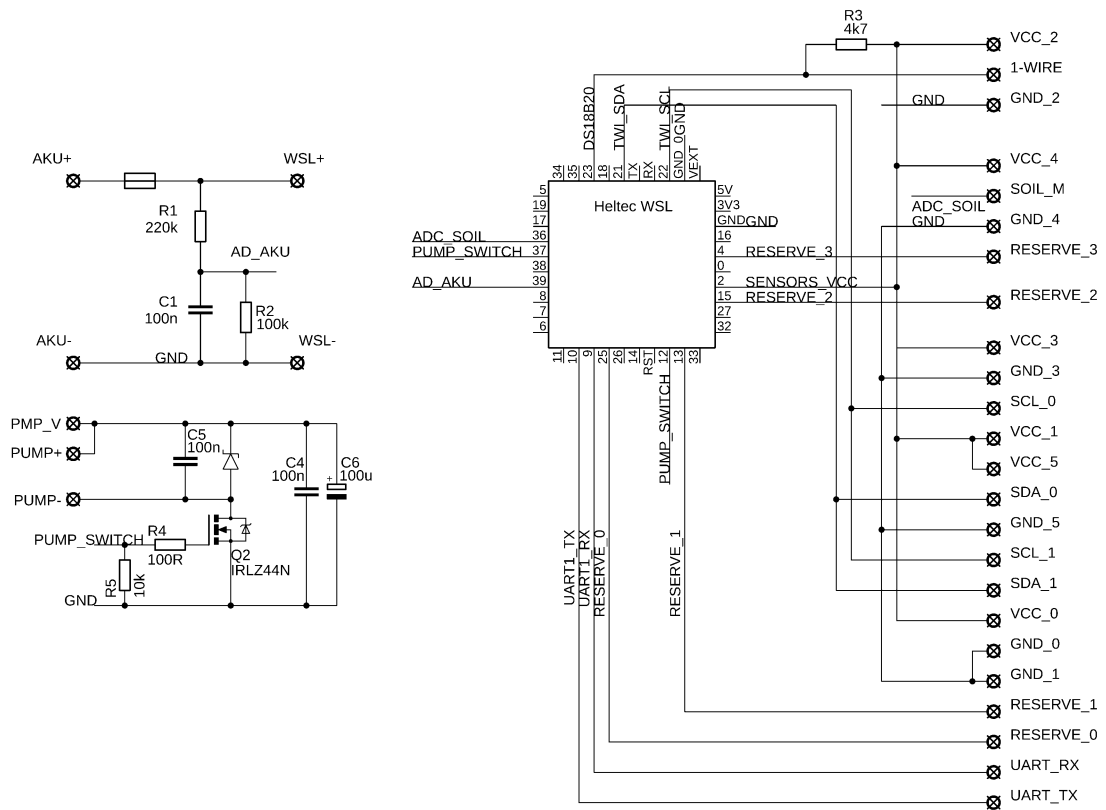 R3
4k7
VCC_2
1-WIRE
GND
GND_2
VCC_4
SOIL_M
ADC_SOIL
GND
GND_4
RESERVE_3
RESERVE_2
VCC_3
GND_3
SCL_0
VCC_1
VCC_5
SDA_0
GND_5
SCL_1
SDA_1
VCC_0
GND_0
GND_1
RESERVE_1
RESERVE_0
UART_RX
UART_TX
AKU+
WSL+
R1
220k
AD_AKU
C1
100n
R2
100k
AKU-
GND
WSL-
PMP_V
PUMP+
PUMP-
C5
100n
C4
100n
+
C6
100u
PUMP_SWITCH
R4
100R
R5
10k
Q2
IRLZ44N
GND
DS18B20
TWI_SDA
TWI_SCL
GND_0
GND
34
35
23
18
21
TX
RX
22
GND
VEXT
Heltec WSL
5
19
17
36
37
38
39
8
7
6
ADC_SOIL
PUMP_SWITCH
AD_AKU
5V
3V3
GND
16
4
0
2
15
27
32
GND
RESERVE_3
SENSORS_VCC
RESERVE_2
11
10
9
25
26
14
RST
12
13
33
PUMP_SWITCH
UART1_TX
UART1_RX
RESERVE_0
RESERVE_1